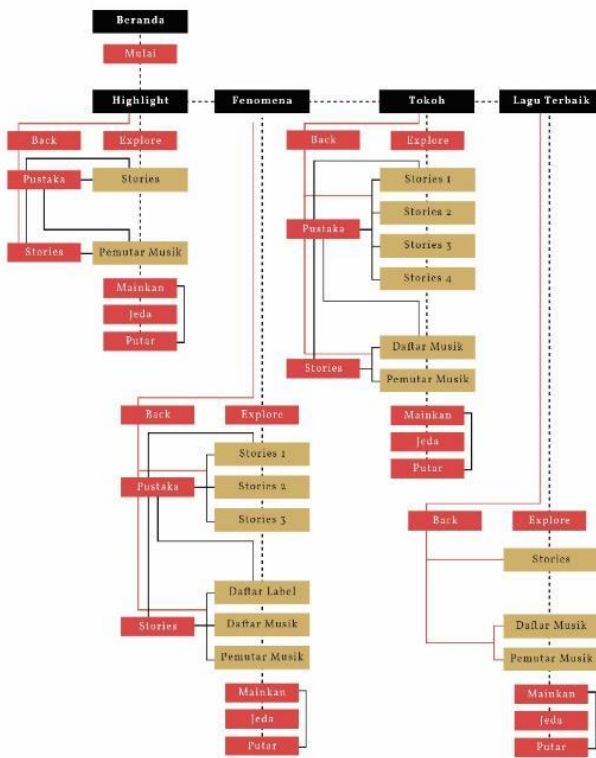 Beranda
Mulai
Highlight
Fenomena
Tokoh
Lagu Terbaik
Back
Explore
Pustaka
Stories
Stories
Pemutar Musik
Mainkan
Jeda
Putar
Back
Explore
Stories 1
Pustaka
Stories 2
Stories 3
Daftar Label
Stories
Daftar Musik
Pemutar Musik
Mainkan
Jeda
Putar
Back
Explore
Stories 1
Stories 2
Pustaka
Stories 3
Stories 4
Daftar Musik
Stories
Pemutar Musik
Mainkan
Jeda
Putar
Back
Explore
Stories
Daftar Musik
Pemutar Musik
Mainkan
Jeda
Putar